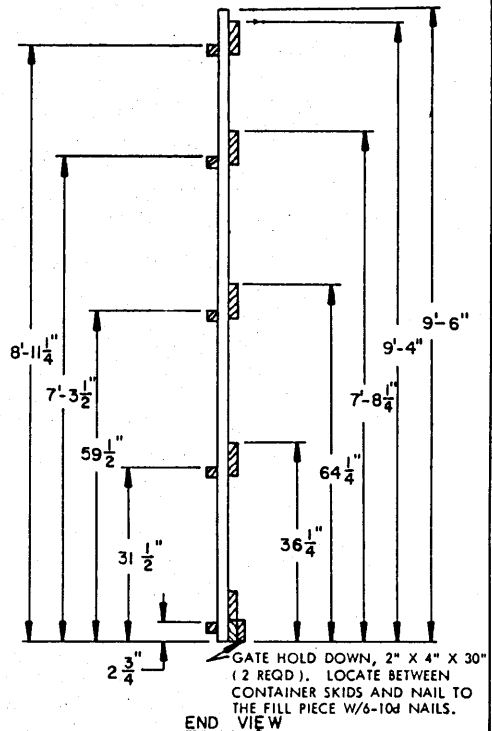 9'-6"
9'-4"
8'-11 1/4"
7'-8 1/4"
7'-3 1/2"
59 1/2"
64 1/4"
31 1/2"
36 1/4"
2 3/4"
GATE HOLD DOWN, 2" X 4" X 30"
(2 REQD). LOCATE BETWEEN
CONTAINER SKIDS AND NAIL TO
THE FILL PIECE W/6-10d NAILS.
END VIEW